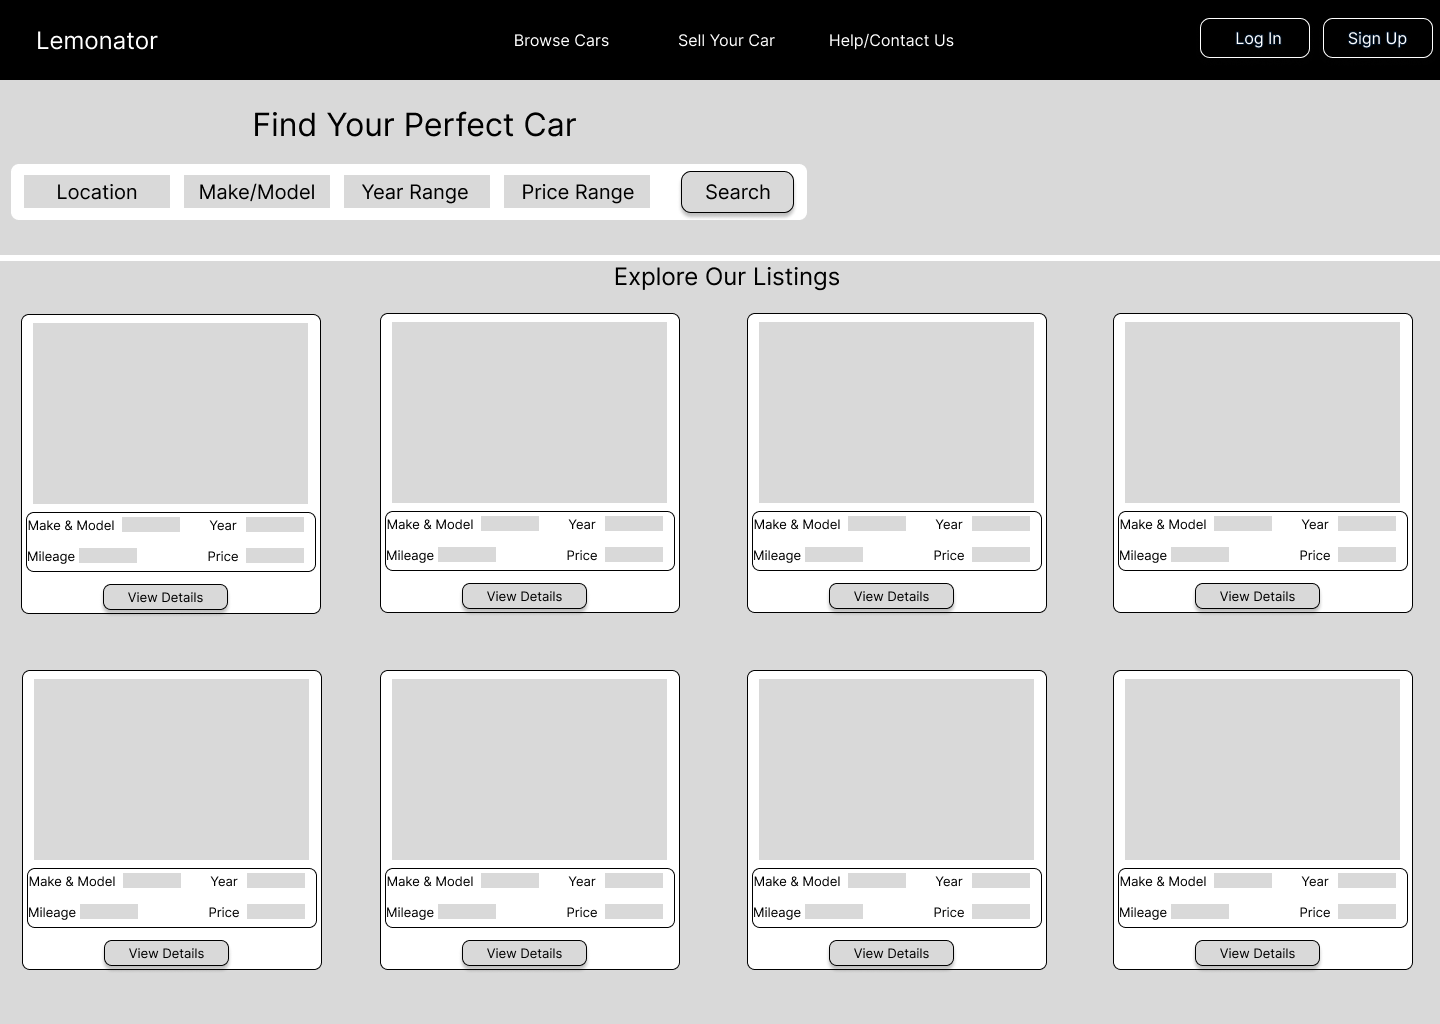 Lemonator Browse Cars Sell Your Car Help/Contact Us Log In Sign Up
Find Your Perfect Car
Location Make/Model Year Range Price Range Search
Explore Our Listings
Make & Model Year Make & Model Year Make & Model Year Make & Model Year
Mileage Price Mileage Price Mileage Price Mileage Price
View Details View Details View Details View Details
Make & Model Year Make & Model Year Make & Model Year Make & Model Year
Mileage Price Mileage Price Mileage Price Mileage Price
View Details View Details View Details View Details